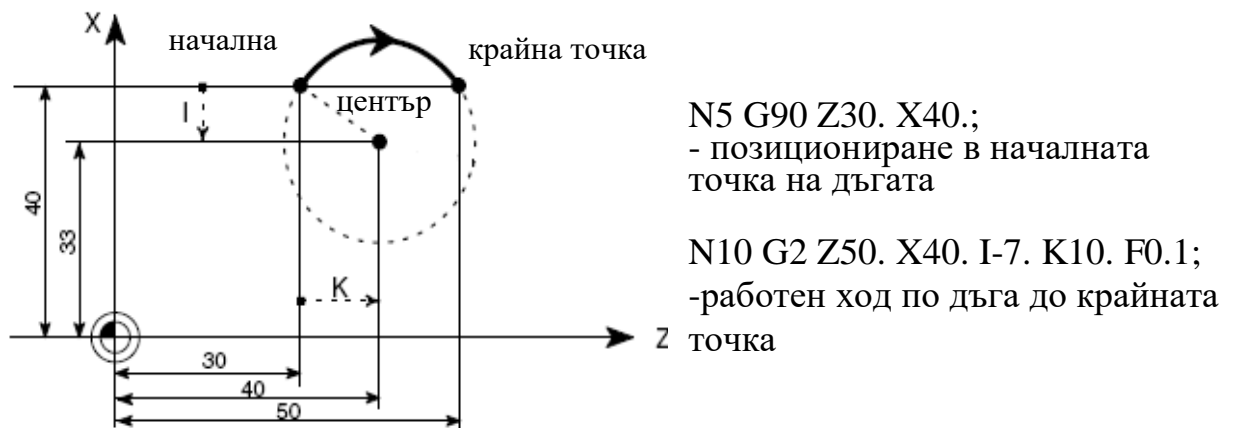 X
начална
крайна точка
център
I
40
33
K
Z
30
40
50
N5 G90 Z30. X40.;
- позициониране в началната
точка на дъгата
N10 G2 Z50. X40. I-7. K10. F0.1;
-работен ход по дъга до крайната
точка